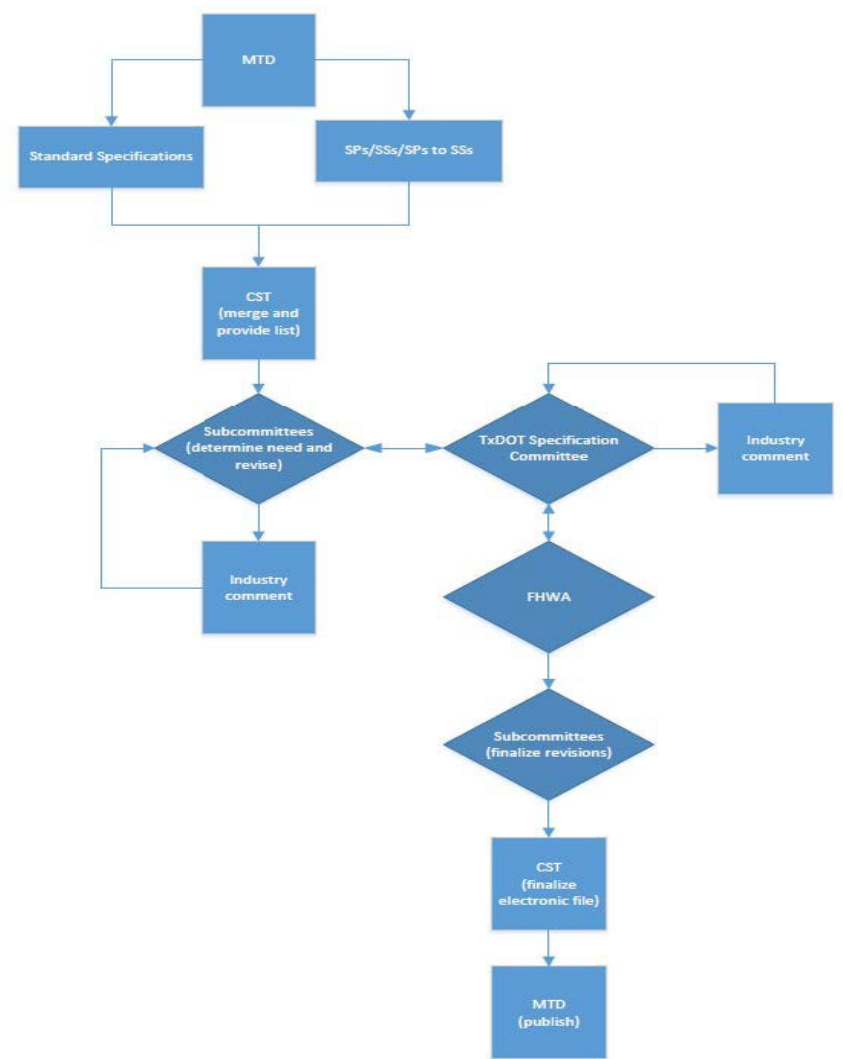 MTD
Standard Specifications
SPs/SSs/SPs to SSs
CST
(merge and
provide list)
Subcommittees
(determine need and
revise)
TxDOT Specification
Committee
Industry
comment
Industry
comment
FHWA
Subcommittees
(finalize revisions)
CST
(finalize
electronic file)
MTD
(publish)